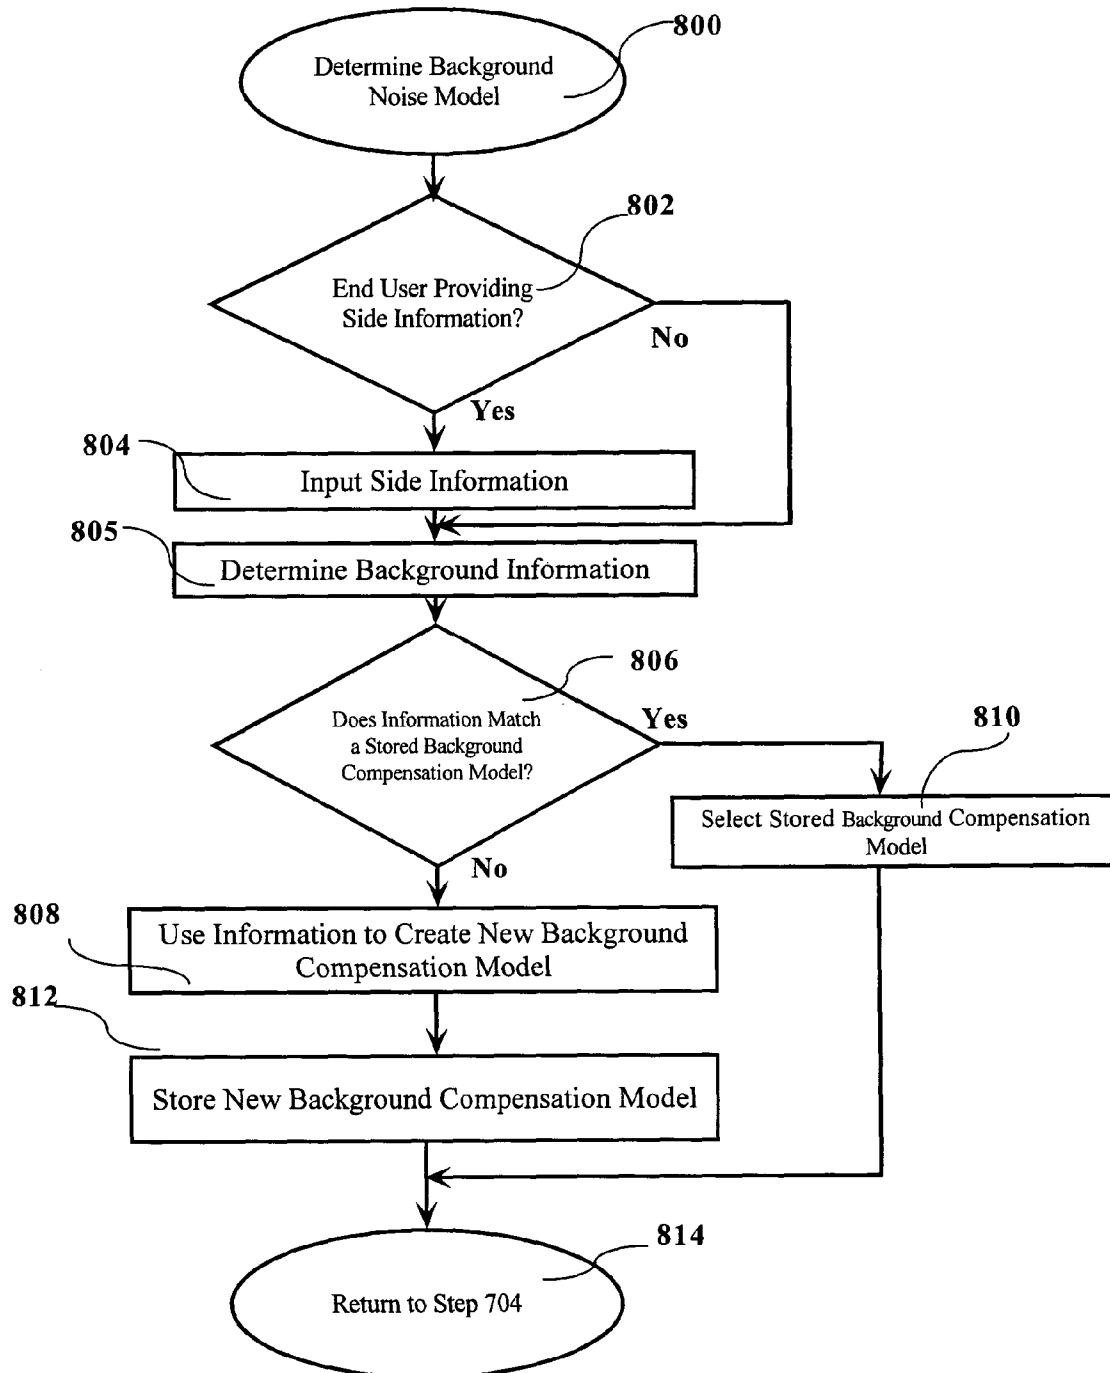 800
Determine Background
Noise Model
802
End User Providing
Side Information?
No
Yes
804
Input Side Information
805
Determine Background Information
806
Does Information Match
a Stored Background
Compensation Model?
Yes
810
Select Stored Background Compensation
Model
No
808
Use Information to Create New Background
Compensation Model
812
Store New Background Compensation Model
814
Return to Step 704